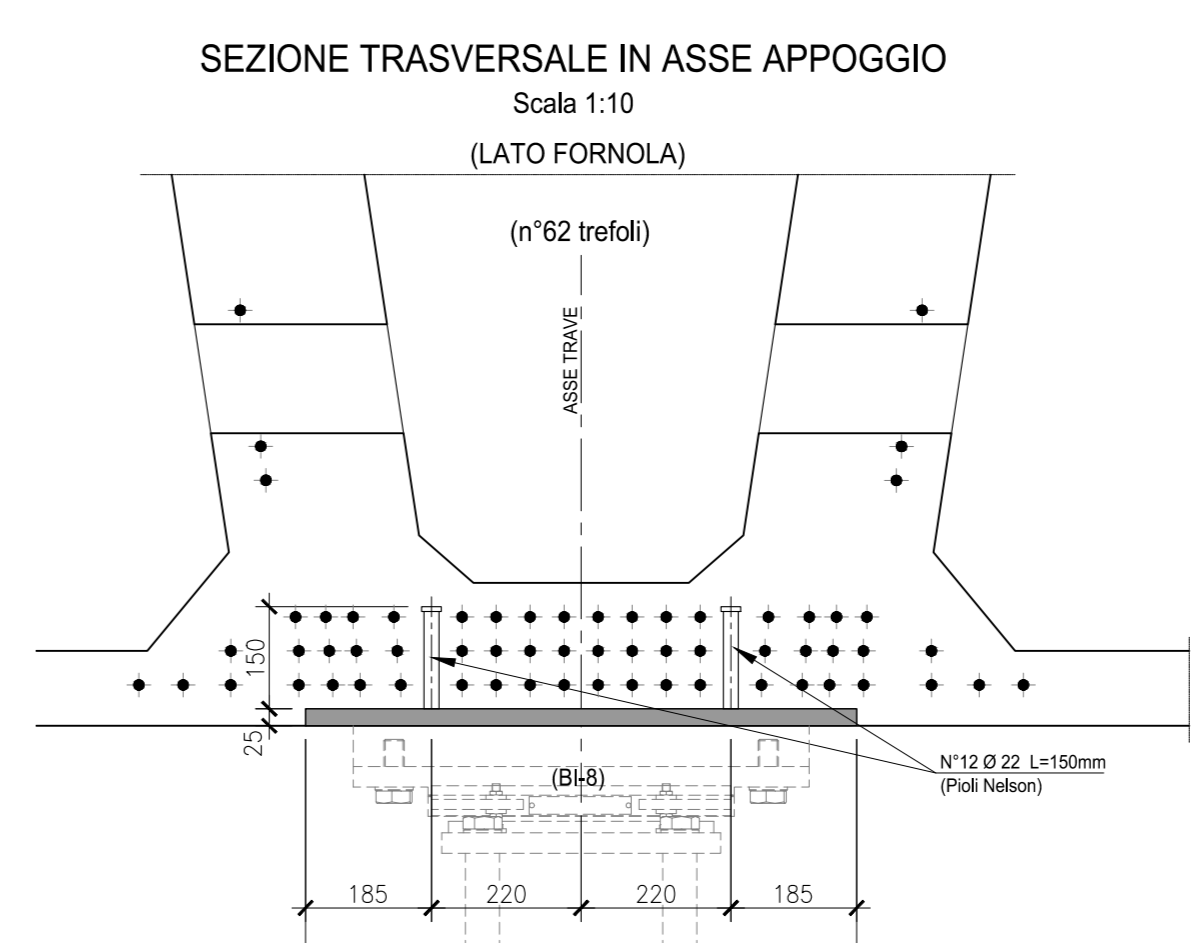 SEZIONE TRASVERSALE IN ASSE APPOGGIO
Scala 1:10
(LATO FORNOLA)
(n°62 trefoli)
ASSE TRAVE
150
25
(BI-8)
N°12 Ø 22 L=150mm
(Pioli Nelson)
185 220 220 185